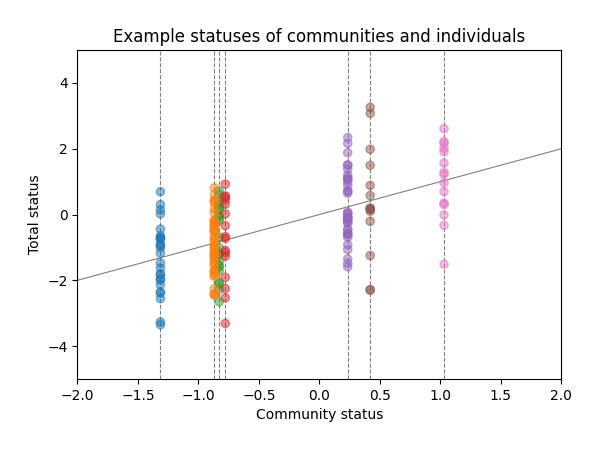 Example statuses of communities and individuals
Total status
4
2
0
−2
−4
−2.0 −1.5 −1.0 −0.5 0.0 0.5 1.0 1.5 2.0
Community status